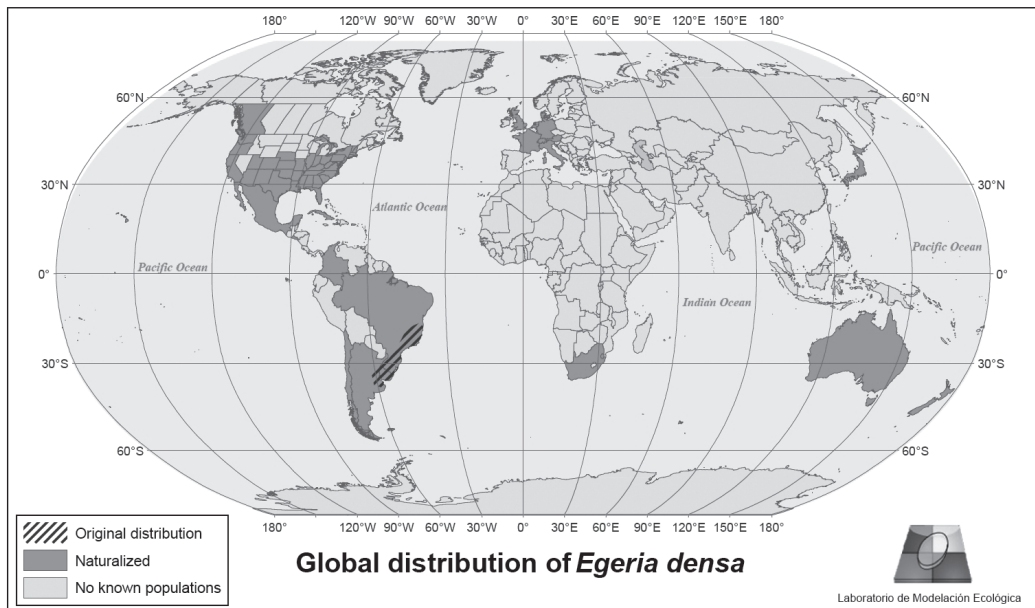 180° 120°W 90°W 60°W 30°W 0° 30°E 60°E 90°E 120°E 180°
60°N 60°N
30°N 30°N
Atlantic Ocean
Pacific Ocean Pacific Ocean
0° 0°
Indian Ocean
30°S 30°S
60°S 60°S
180° 120°W 90°W 60°W 30°W 0° 30°E 60°E 90°E 120°E 180°
Original distribution
Naturalized
No known populations
Global distribution of Egeria densa
Laboratorio de Modelación Ecológica